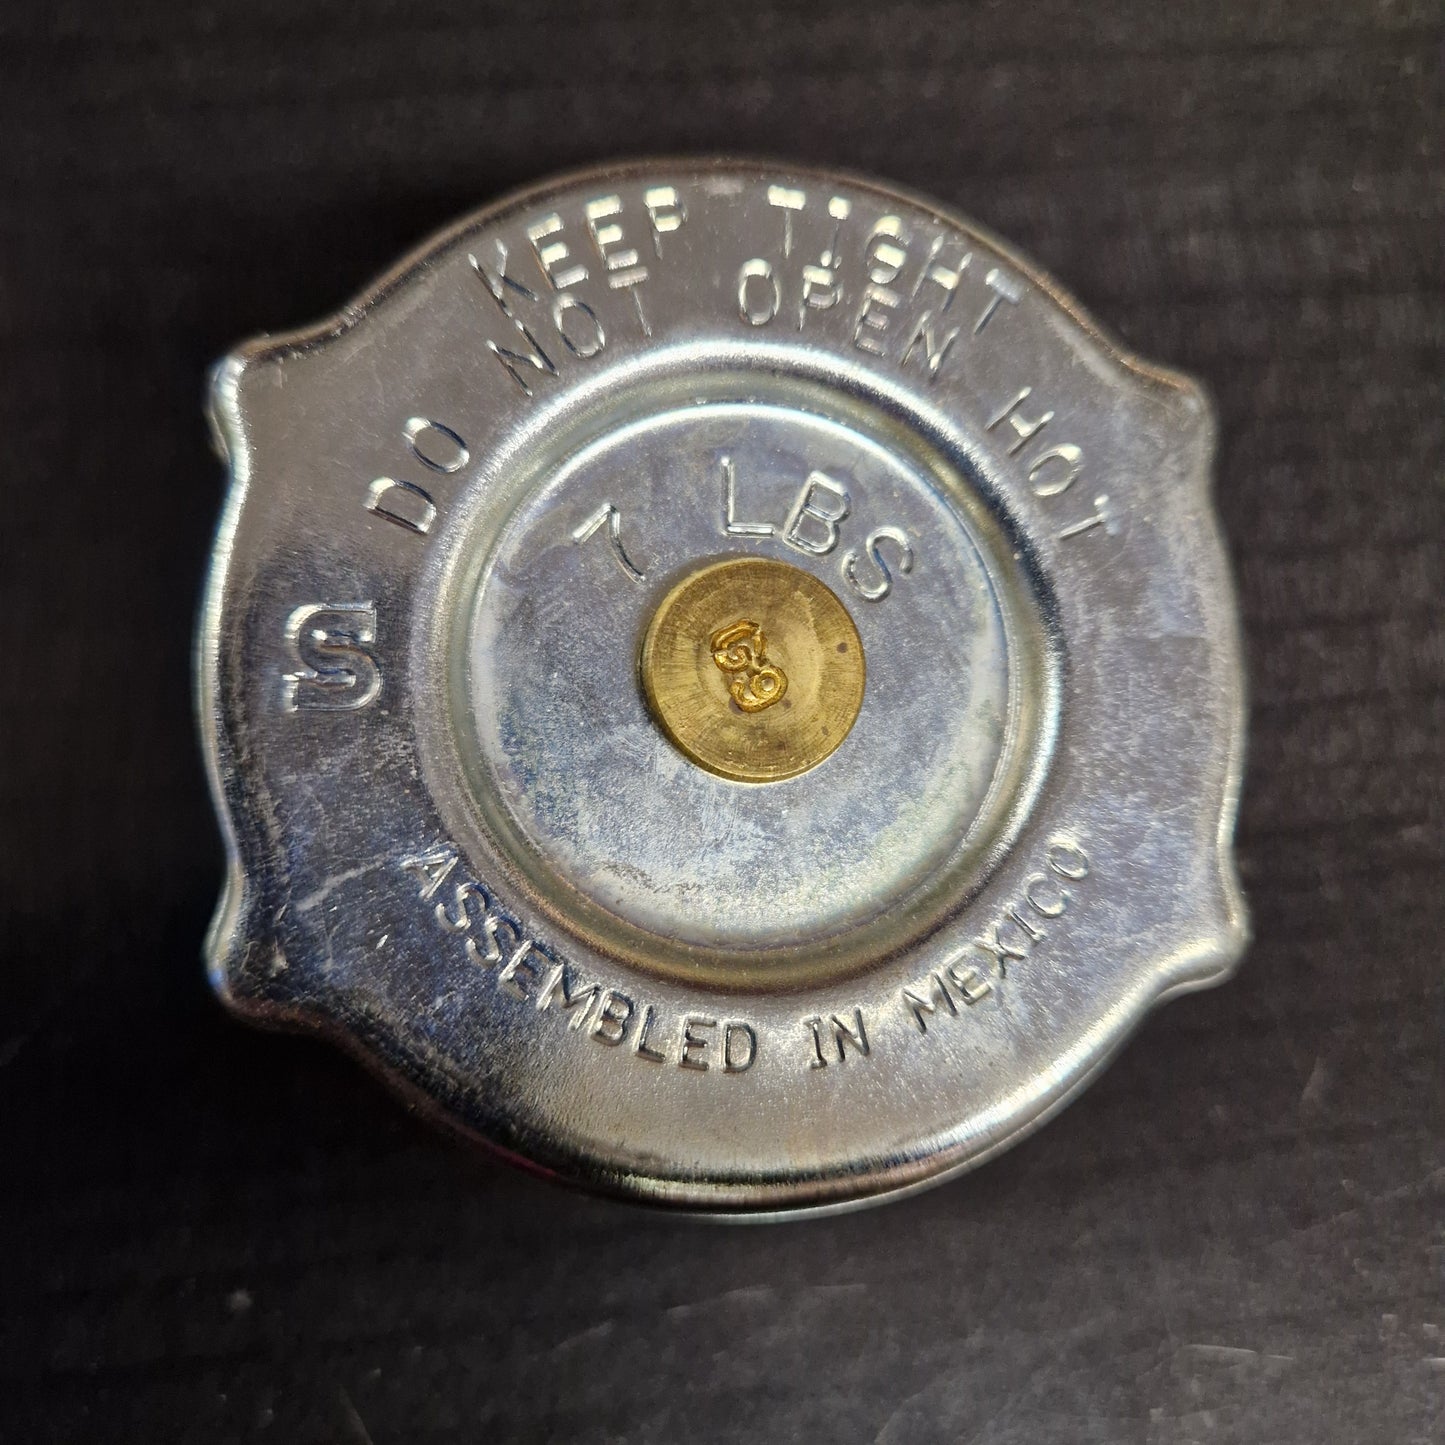 KEEP TIGHT
DO NOT OPEN HOT
7 LBS
S
ASSEMBLED IN MEXICO